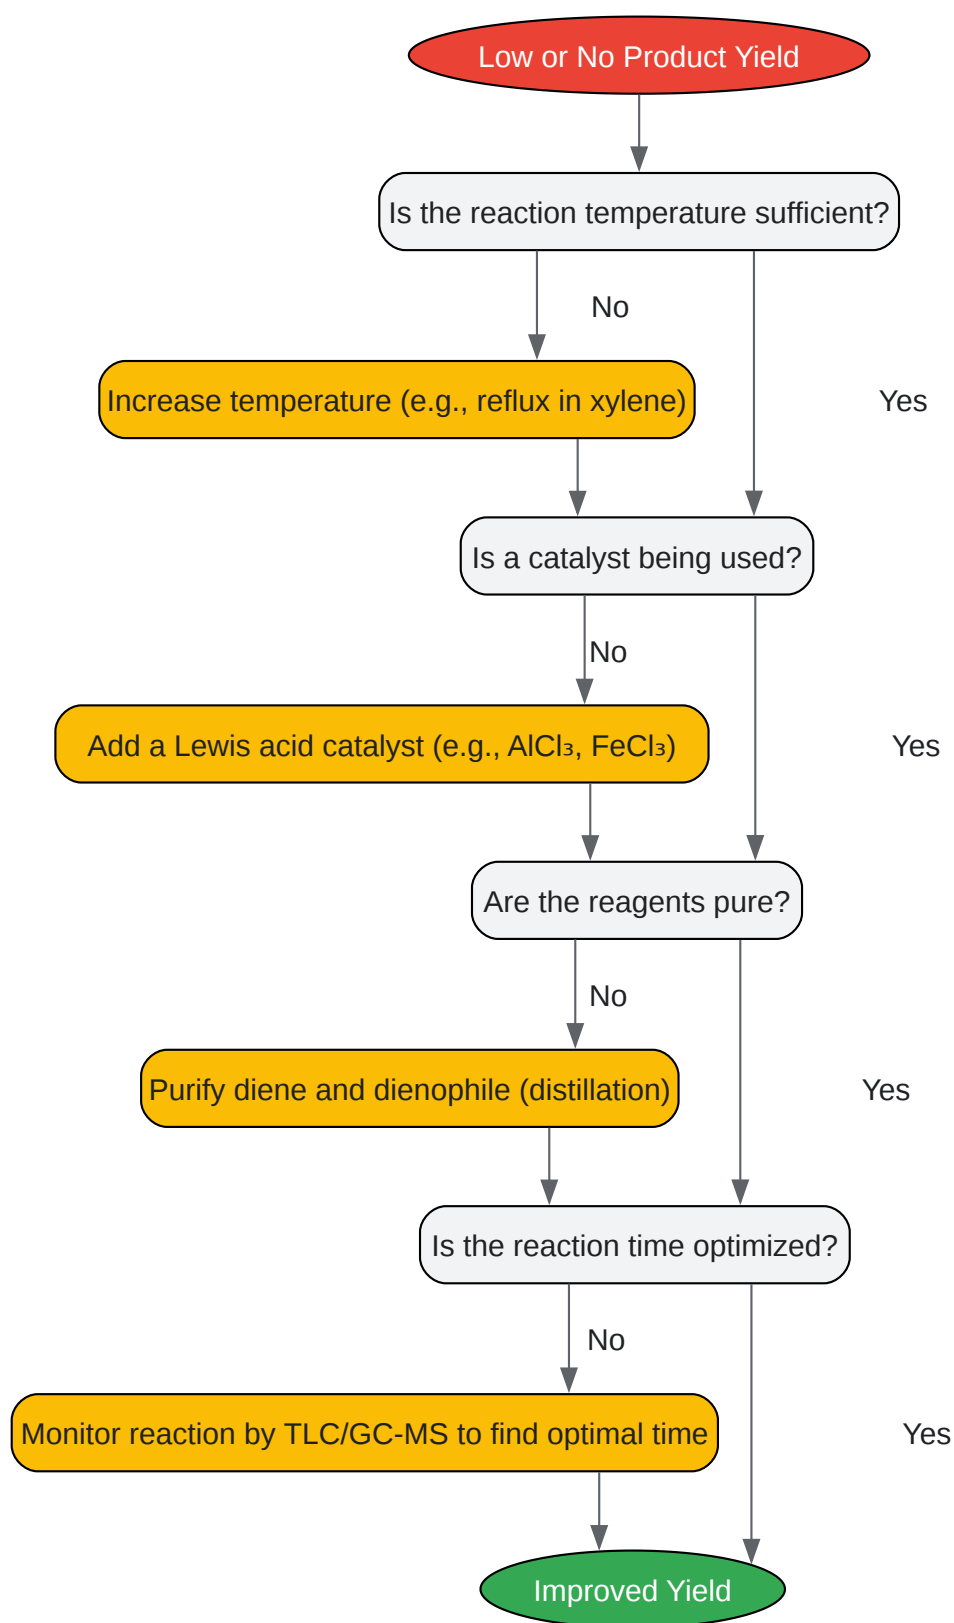 Low or No Product Yield
Is the reaction temperature sufficient?
No
Increase temperature (e.g., reflux in xylene)
Yes
Is a catalyst being used?
No
Add a Lewis acid catalyst (e.g., AlCl₃, FeCl₃)
Yes
Are the reagents pure?
No
Purify diene and dienophile (distillation)
Yes
Is the reaction time optimized?
No
Monitor reaction by TLC/GC-MS to find optimal time
Yes
Improved Yield